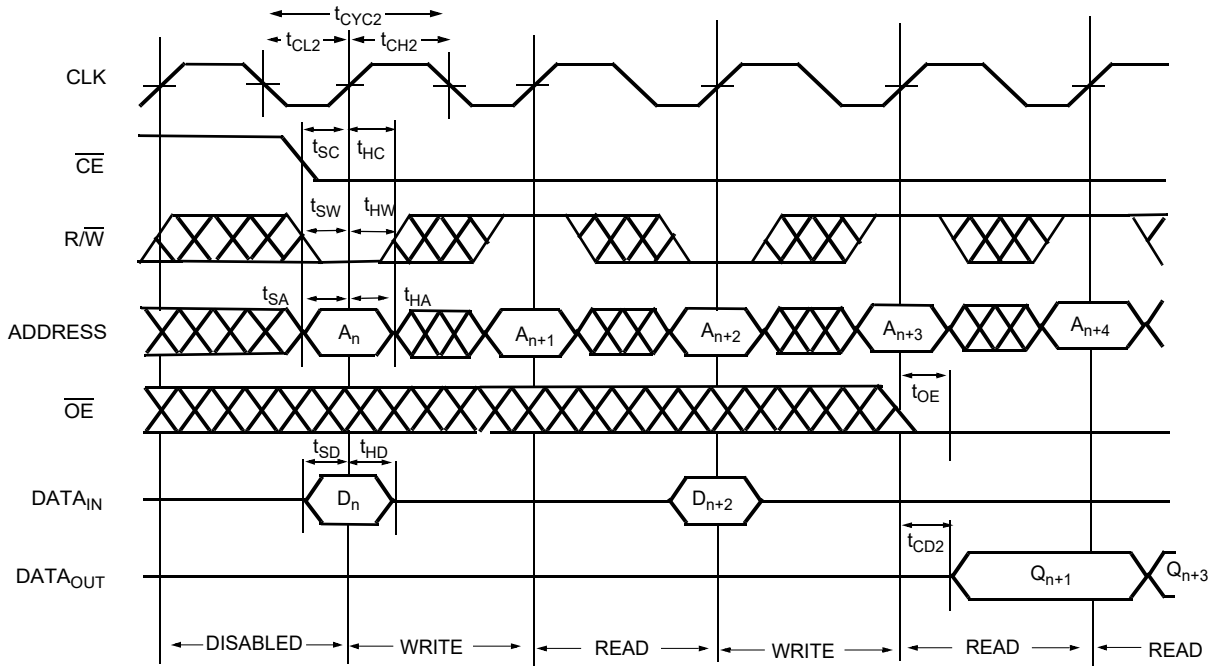 tCYC2
tCL2 tCH2
CLK
CE tSC tHC
R/W tSW tHW
tSA tHA
ADDRESS An An+1 An+2 An+3 An+4
OE tOE
tSD tHD
DATAIN Dn Dn+2
tCD2
DATAOUT Qn+1 Qn+3
DISABLED WRITE READ WRITE READ READ